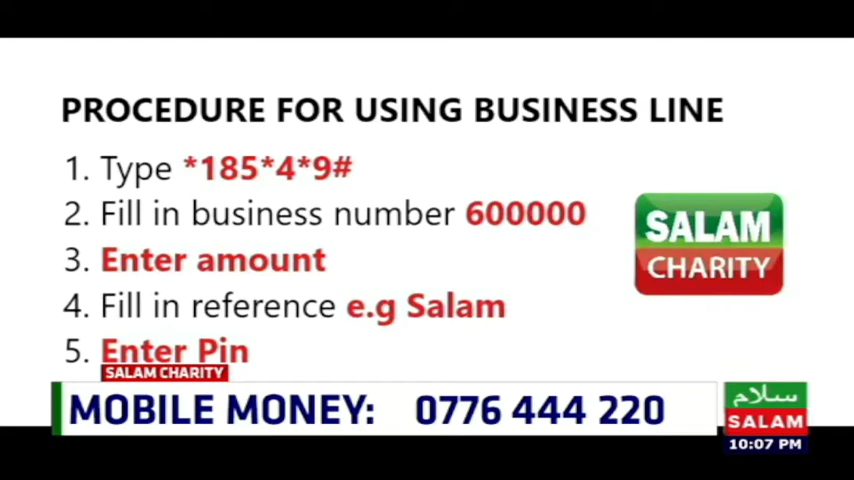 PROCEDURE FOR USING BUSINESS LINE
1. Type *185*4*9#
2. Fill in business number 600000
3. Enter amount
4. Fill in reference e.g Salam
5. Enter Pin
SALAM
CHARITY
SALAM CHARITY
MOBILE MONEY: 0776 444 220
سلام
SALAM
10:07 PM